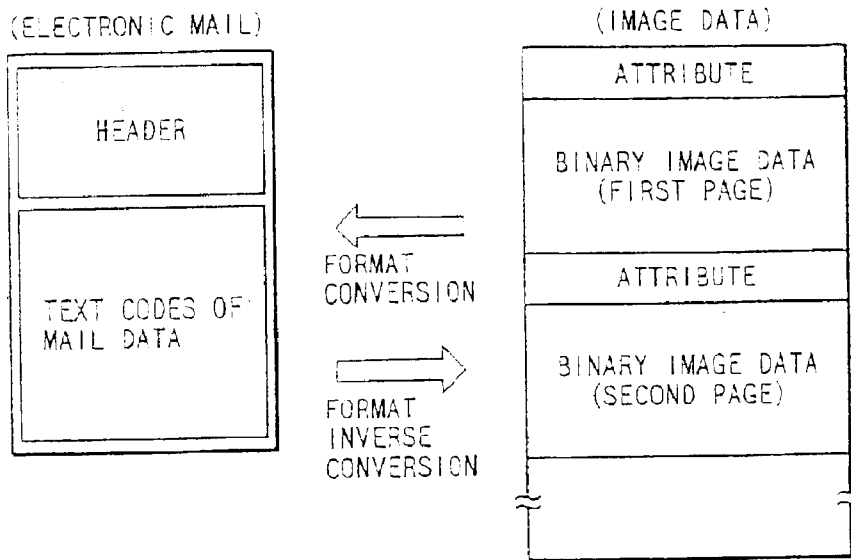 (ELECTRONIC MAIL)
HEADER
TEXT CODES OF
MAIL DATA
FORMAT
CONVERSION
FORMAT
INVERSE
CONVERSION
(IMAGE DATA)
ATTRIBUTE
BINARY IMAGE DATA
(FIRST PAGE)
ATTRIBUTE
BINARY IMAGE DATA
(SECOND PAGE)